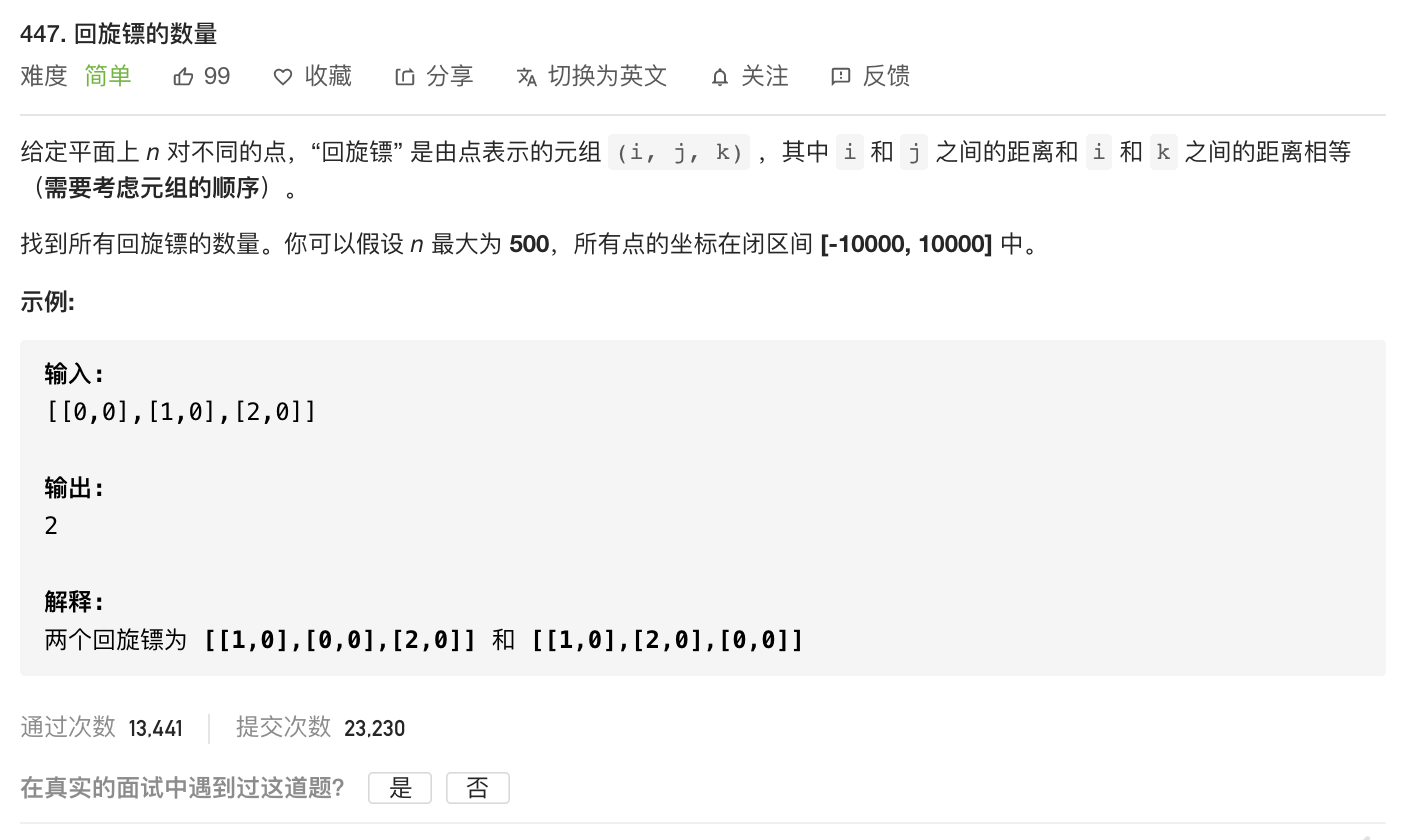 447. 回旋镖的数量
难度 简单 99 收藏 分享 切换为英文 关注 反馈
给定平面上 n 对不同的点，“回旋镖” 是由点表示的元组 (i, j, k) ，其中 i 和 j 之间的距离和 i 和 k 之间的距离相等
（需要考虑元组的顺序）。
找到所有回旋镖的数量。你可以假设 n 最大为 500，所有点的坐标在闭区间 [-10000, 10000] 中。
示例:
输入:
[[0,0],[1,0],[2,0]]
输出:
2
解释:
两个回旋镖为 [[1,0],[0,0],[2,0]] 和 [[1,0],[2,0],[0,0]]
通过次数 13,441 提交次数 23,230
在真实的面试中遇到过这道题? 是 否